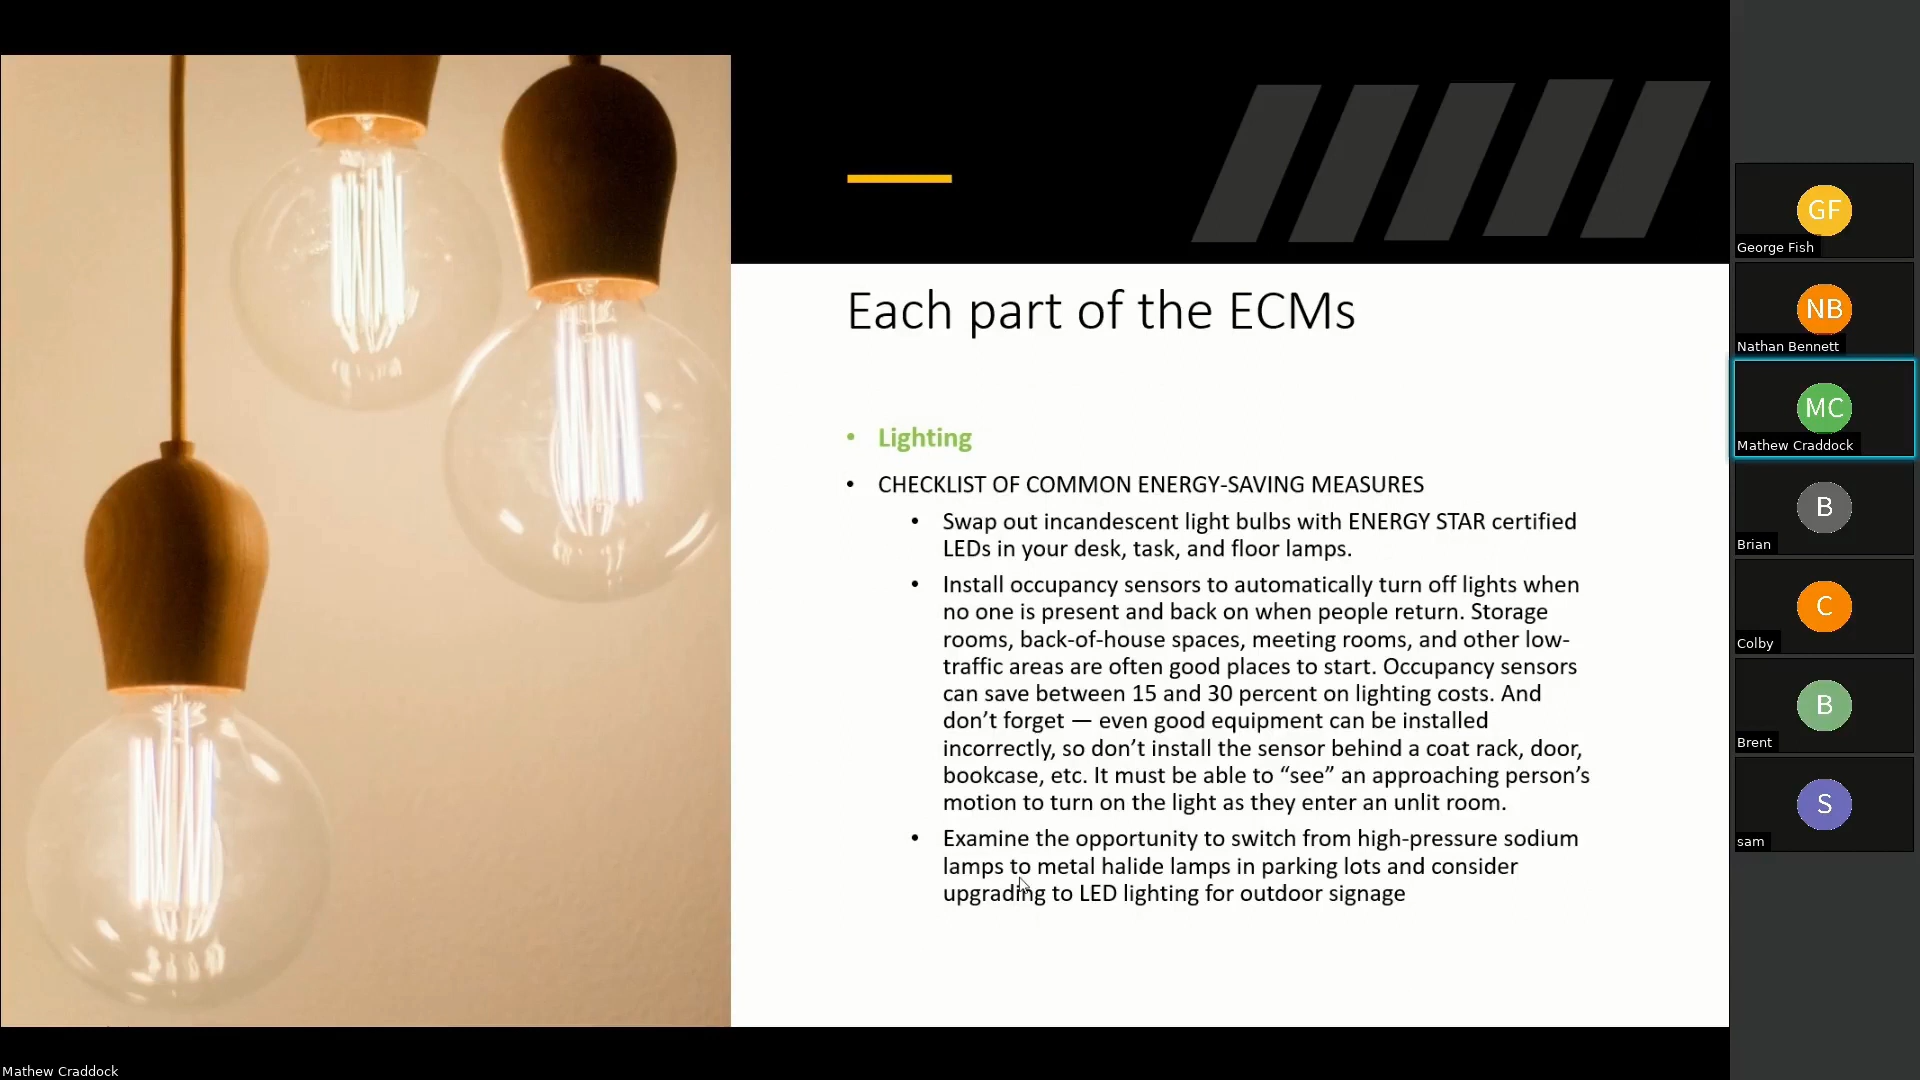 Each part of the ECMs
• Lighting
• CHECKLIST OF COMMON ENERGY-SAVING MEASURES
• Swap out incandescent light bulbs with ENERGY STAR certified
LEDs in your desk, task, and floor lamps.
• Install occupancy sensors to automatically turn off lights when
no one is present and back on when people return. Storage
rooms, back-of-house spaces, meeting rooms, and other low-
traffic areas are often good places to start. Occupancy sensors
can save between 15 and 30 percent on lighting costs. And
don’t forget — even good equipment can be installed
incorrectly, so don’t install the sensor behind a coat rack, door,
bookcase, etc. It must be able to “see” an approaching person’s
motion to turn on the light as they enter an unlit room.
• Examine the opportunity to switch from high-pressure sodium
lamps to metal halide lamps in parking lots and consider
upgrading to LED lighting for outdoor signage
GF
George Fish
NB
Nathan Bennett
MC
Mathew Craddock
B
Brian
C
Colby
B
Brent
S
sam
Mathew Craddock